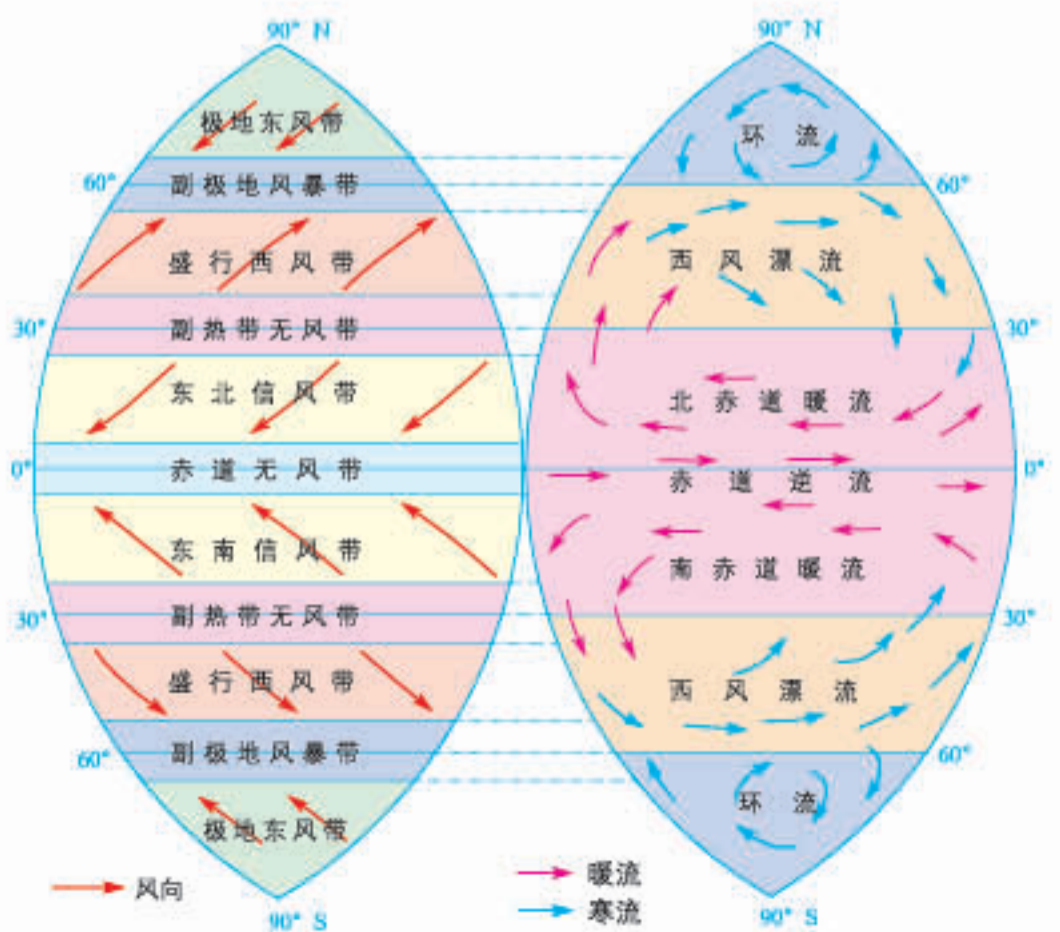 90° N
极地东风带
60°
副极地风暴带
盛行西风带
30°
副热带无风带
东北信风带
0°
赤道无风带
东南信风带
30°
副热带无风带
盛行西风带
60°
副极地风暴带
极地东风带
风向
90° S
90° N
环流
60°
西风漂流
30°
北赤道暖流
0°
赤道逆流
南赤道暖流
30°
西风漂流
60°
环流
暖流
寒流
90° S